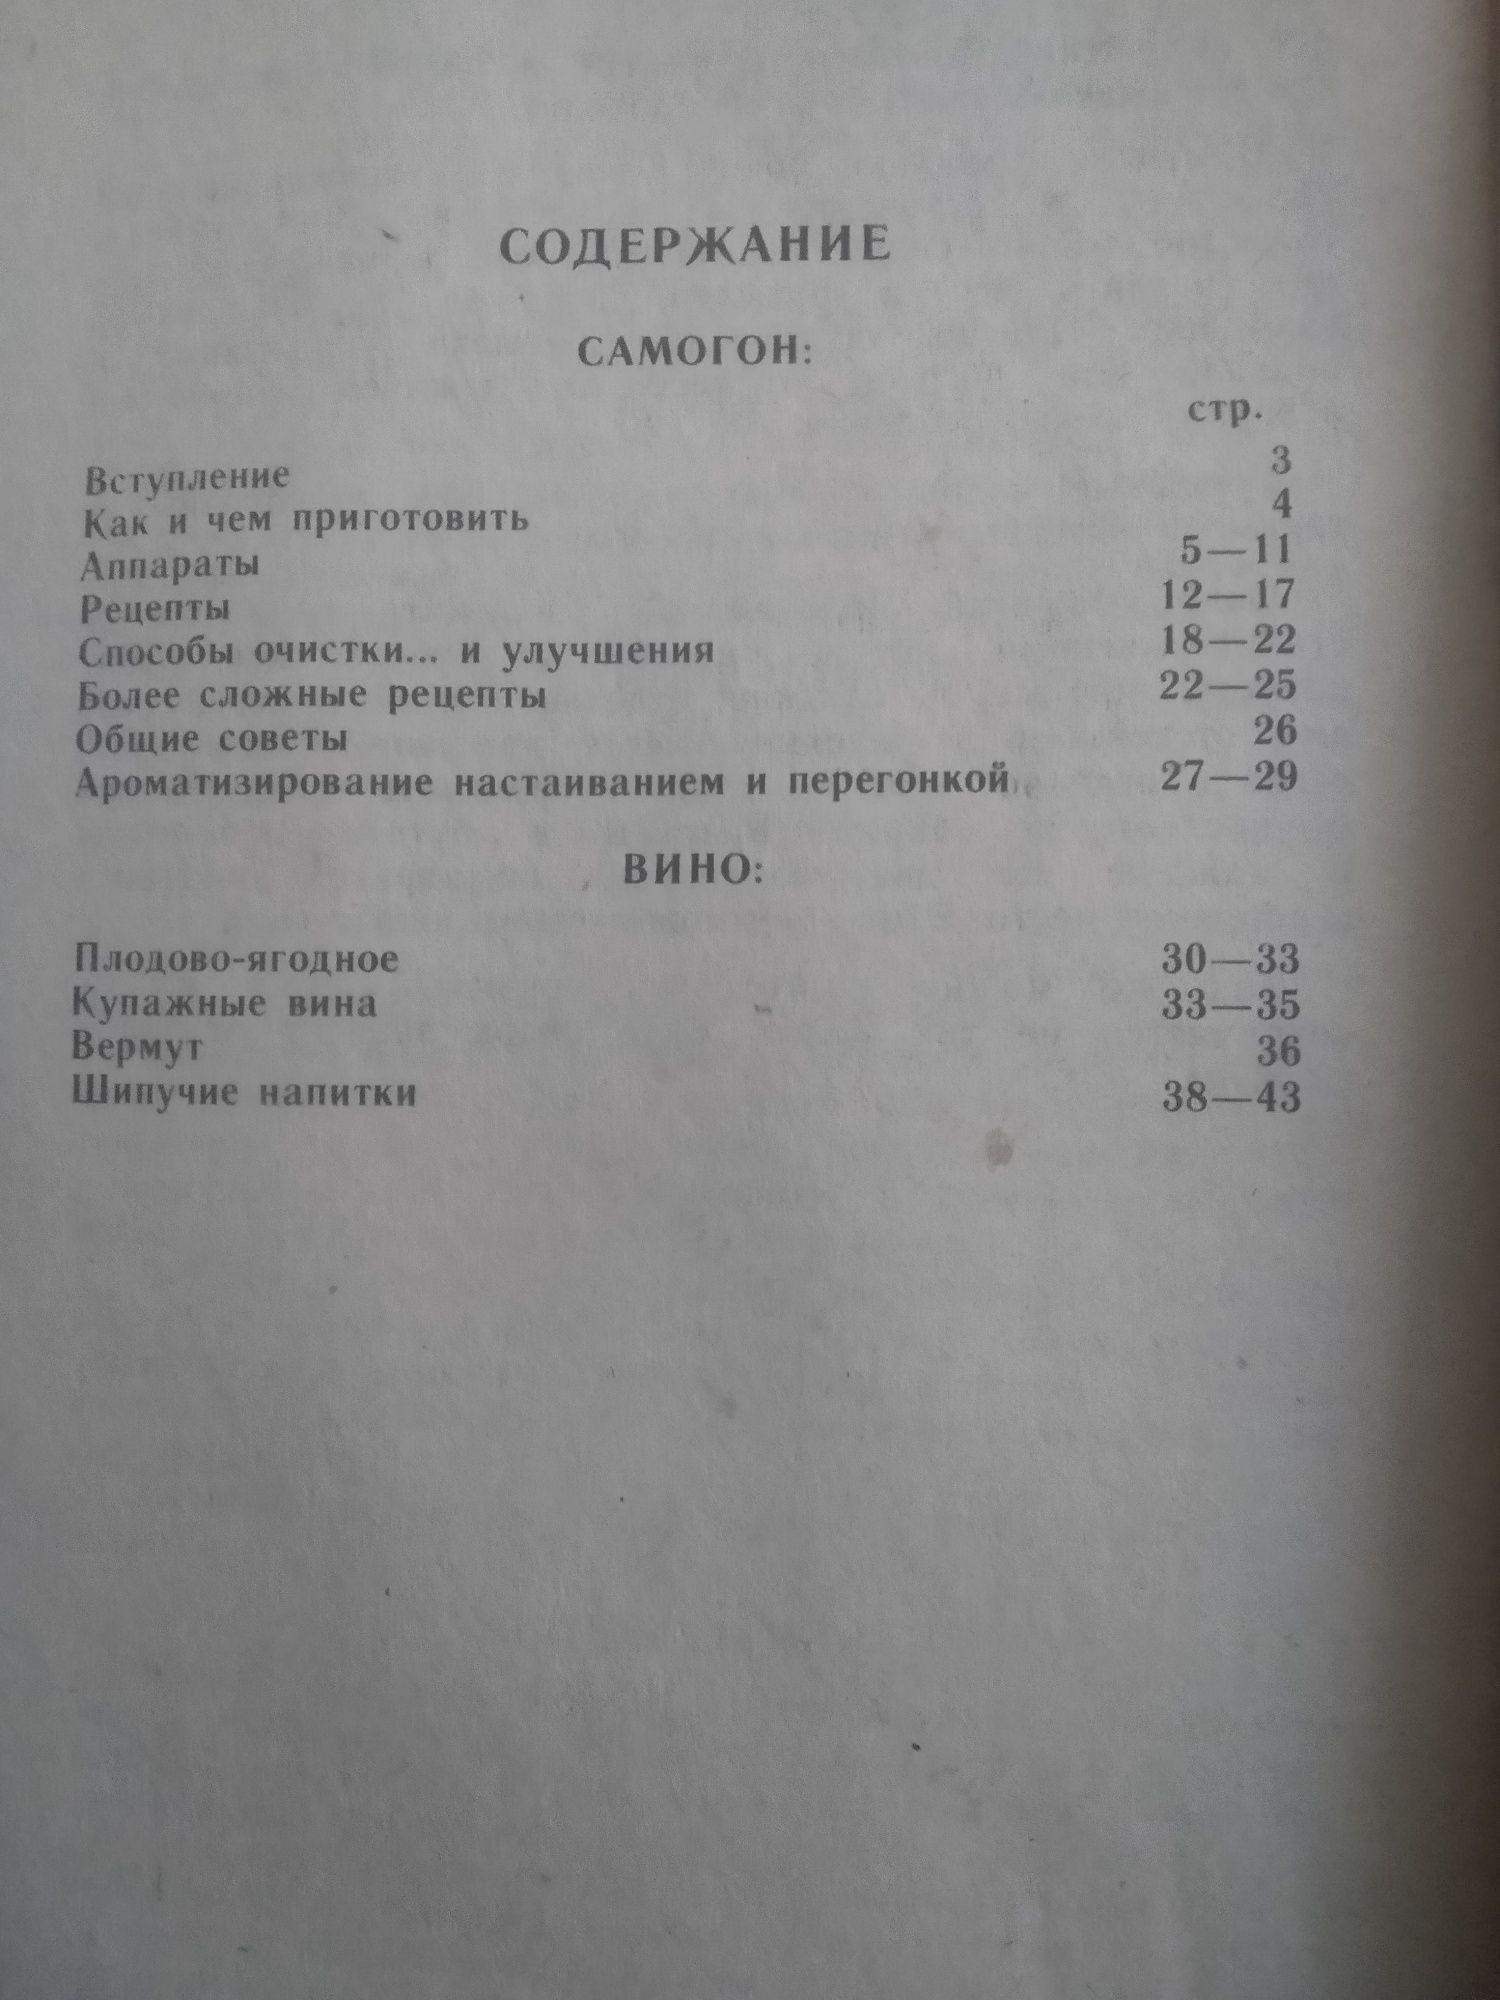 СОДЕРЖАНИЕ
САМОГОН:
стр.
Вступление 3
Как и чем приготовить 4
Аппараты 5—11
Рецепты 12—17
Способы очистки... и улучшения 18—22
Более сложные рецепты 22—25
Общие советы 26
Ароматизирование настаиванием и перегонкой 27—29
ВИНО:
Плодово-ягодное 30—33
Купажные вина 33—35
Вермут 36
Шипучие напитки 38—43